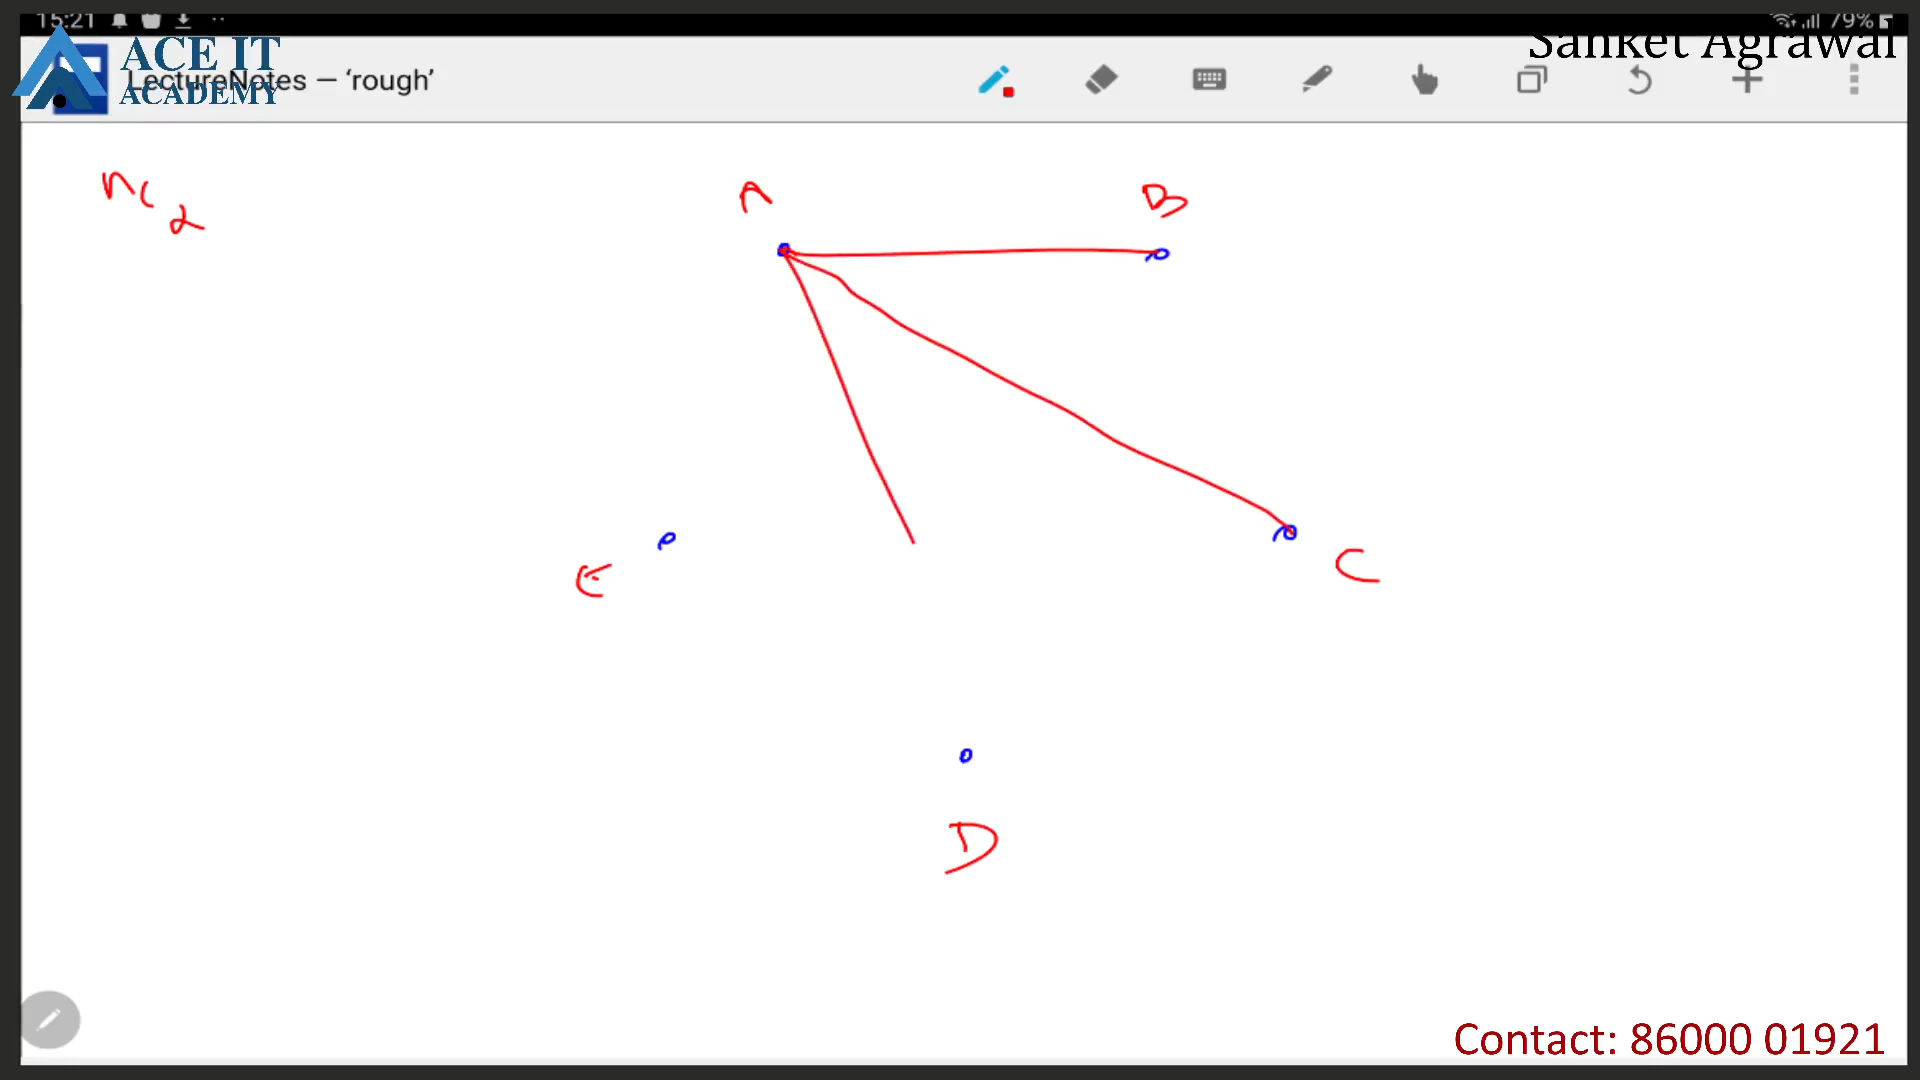 15:21
79%
Sanket Agrawal
ACE IT
ACADEMY
LectureNotes — ‘rough’
nC2
A
B
E
C
D
Contact: 86000 01921